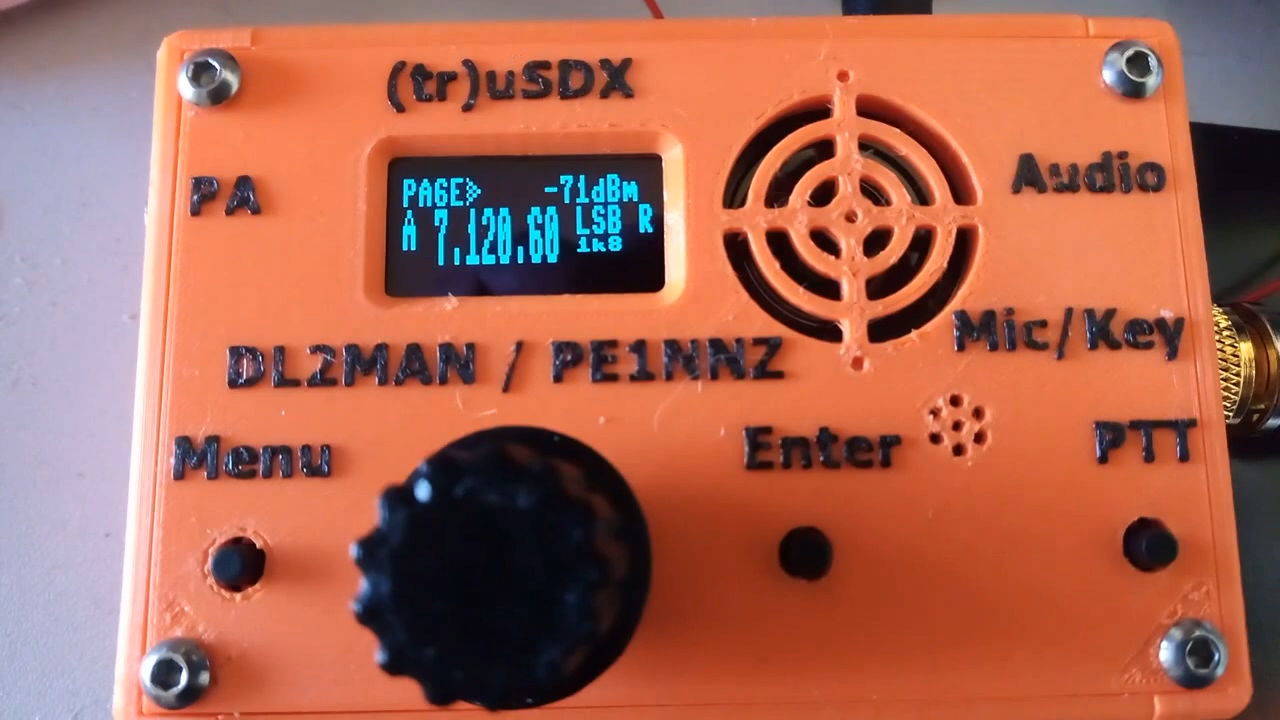 (tr)uSDX
PA
Audio
PAGE> -71dBm
A 7.120.60 LSB R
1k8
Mic/Key
DL2MAN / PE1NNZ
Menu
Enter
PTT